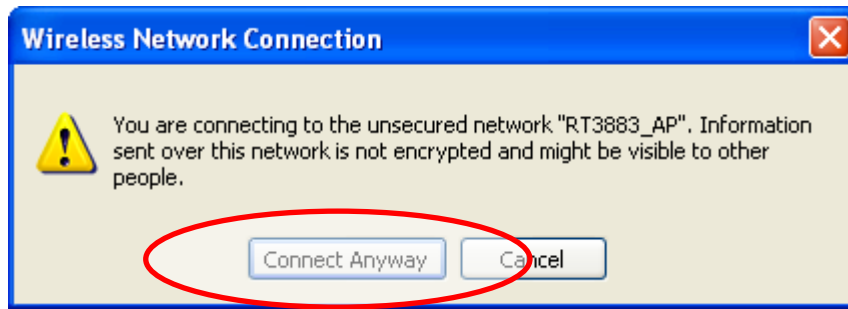 Wireless Network Connection
You are connecting to the unsecured network "RT3883_AP". Information
sent over this network is not encrypted and might be visible to other
people.
Connect Anyway Cancel